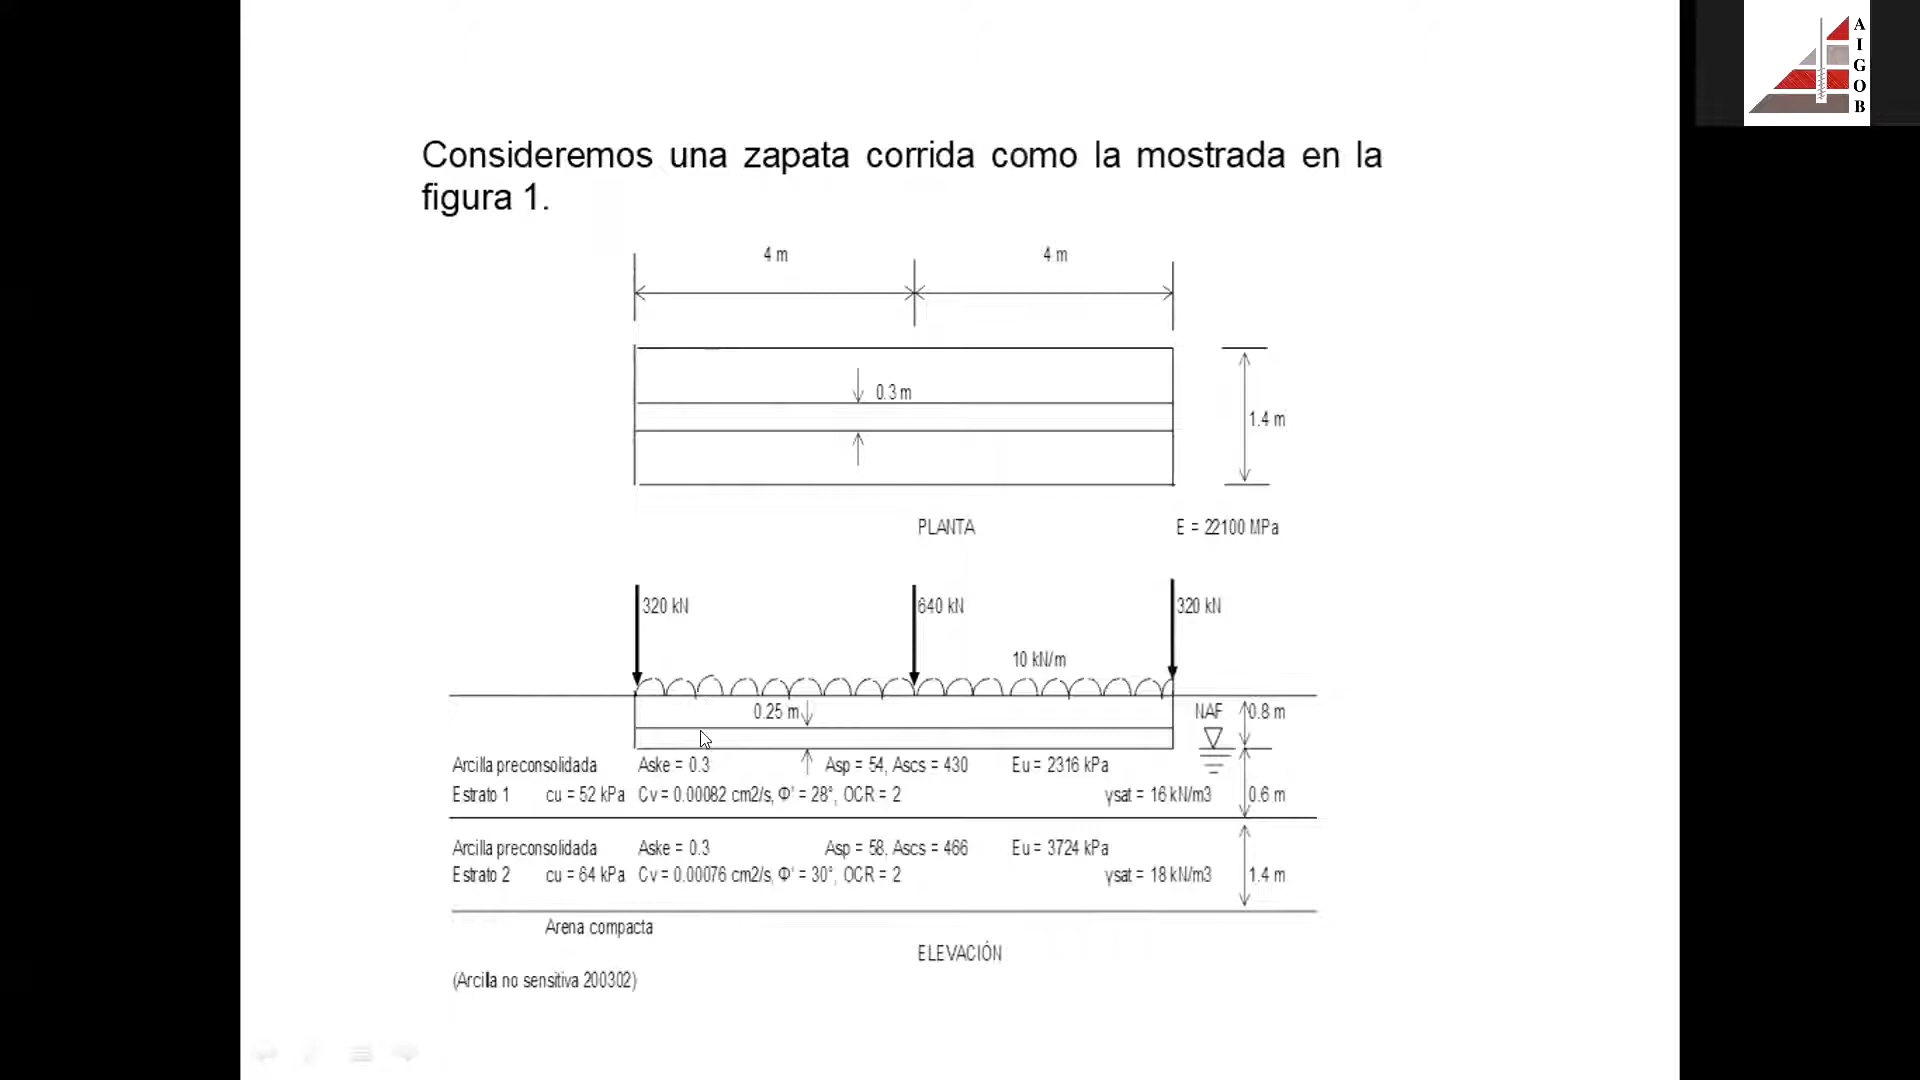 A
I
G
O
B
Consideremos una zapata corrida como la mostrada en la
figura 1.
4 m 4 m
0.3 m
1.4 m
PLANTA E = 22100 MPa
320 kN 640 kN 320 kN
10 kN/m
0.25 m NAF 0.8 m
Arcilla preconsolidada Aske = 0.3 Asp = 54, Ascs = 430 Eu = 2316 kPa
Estrato 1 cu = 52 kPa Cv = 0.00082 cm2/s, Φ' = 28°, OCR = 2 γsat = 16 kN/m3 0.6 m
Arcilla preconsolidada Aske = 0.3 Asp = 58. Ascs = 466 Eu = 3724 kPa
Estrato 2 cu = 64 kPa Cv = 0.00076 cm2/s, Φ' = 30°, OCR = 2 γsat = 18 kN/m3 1.4 m
Arena compacta
ELEVACIÓN
(Arcilla no sensitiva 200302)